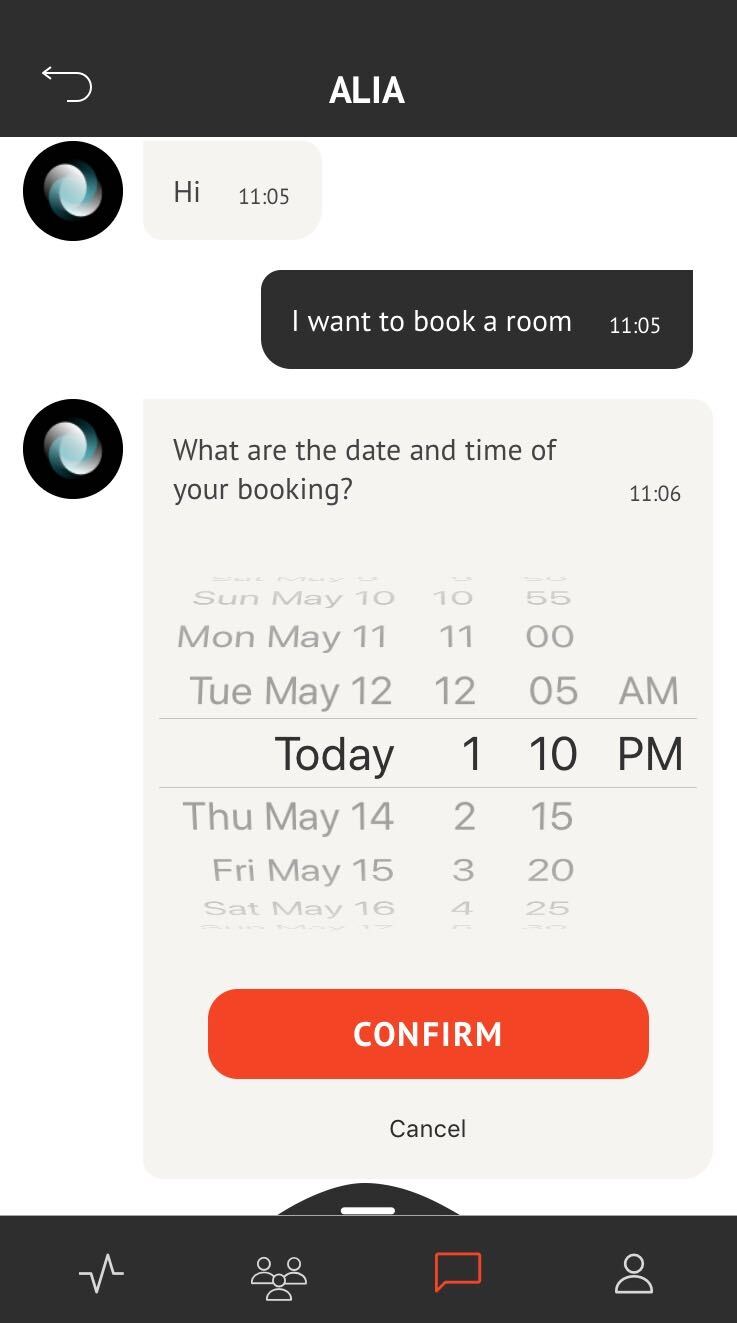 ALIA
Hi 11:05
I want to book a room 11:05
What are the date and time of
your booking? 11:06
Sun May 10 10 55
Mon May 11 11 00
Tue May 12 12 05 AM
Today 1 10 PM
Thu May 14 2 15
Fri May 15 3 20
Sat May 16 4 25
CONFIRM
Cancel